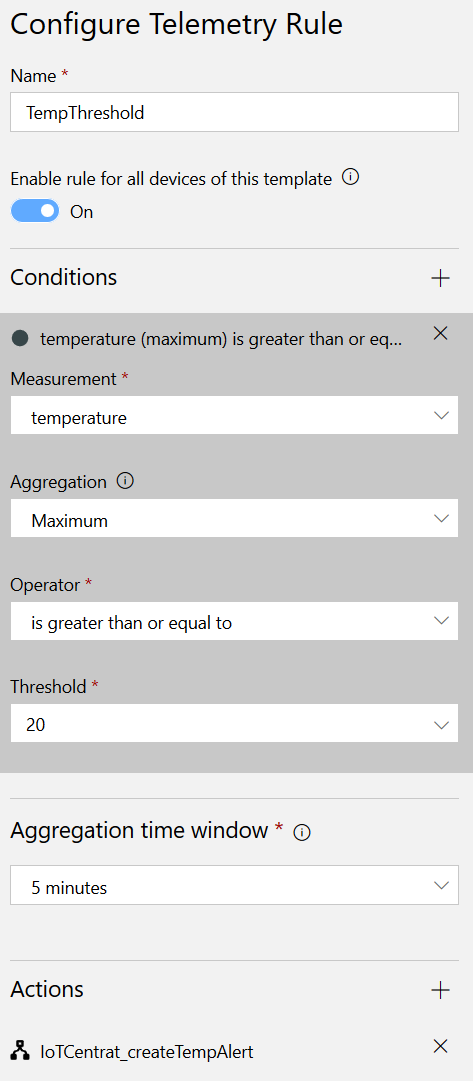 Configure Telemetry Rule
Name *
TempThreshold
Enable rule for all devices of this template
On
Conditions
temperature (maximum) is greater than or eq...
Measurement *
temperature
Aggregation
Maximum
Operator *
is greater than or equal to
Threshold *
20
Aggregation time window *
5 minutes
Actions
IoTCentrat_createTempAlert